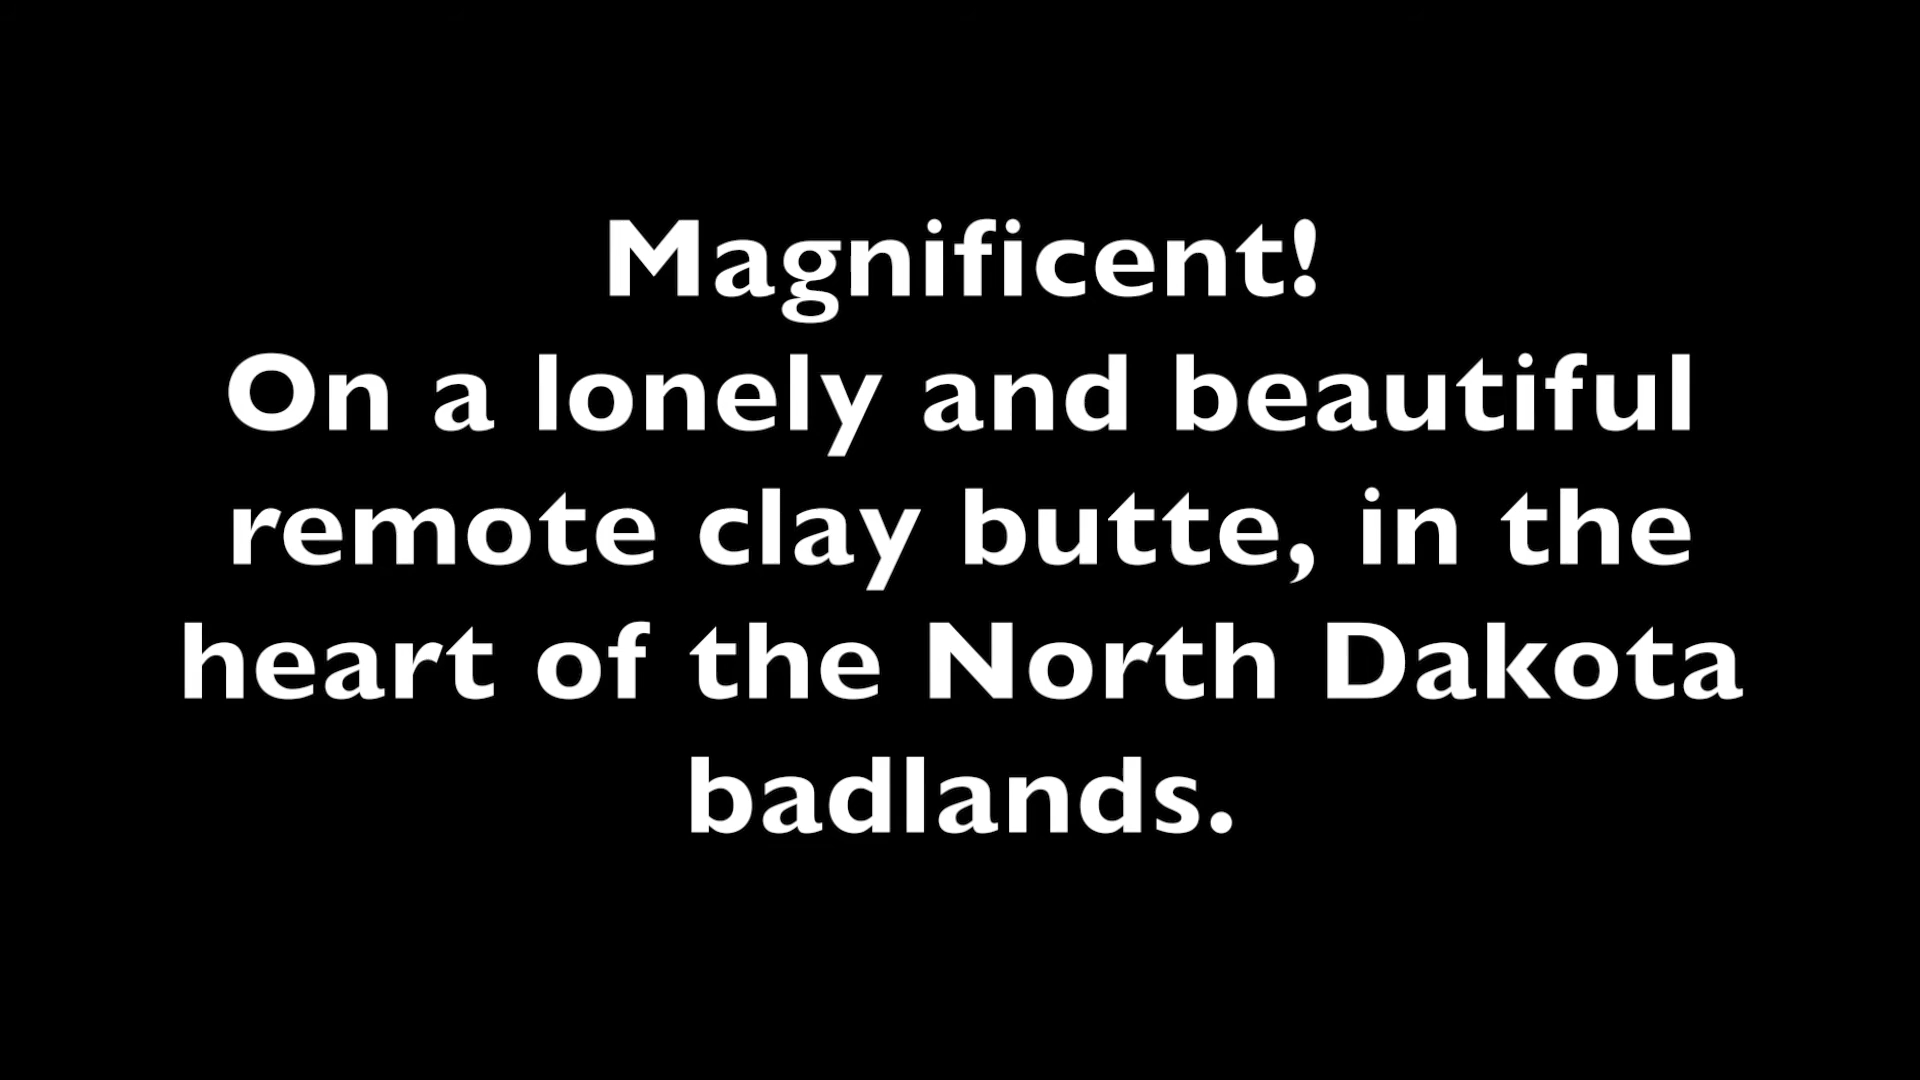 Magnificent!
On a lonely and beautiful
remote clay butte, in the
heart of the North Dakota
badlands.